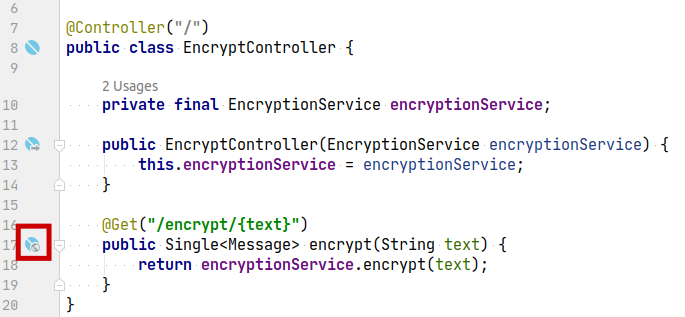 6
7 @Controller("/")
8 public class EncryptController {
9
2 Usages
10 private final EncryptionService encryptionService;
11
12 public EncryptController(EncryptionService encryptionService) {
13 this.encryptionService = encryptionService;
14 }
15
16 @Get("/encrypt/{text}")
17 public Single<Message> encrypt(String text) {
18 return encryptionService.encrypt(text);
19 }
20 }